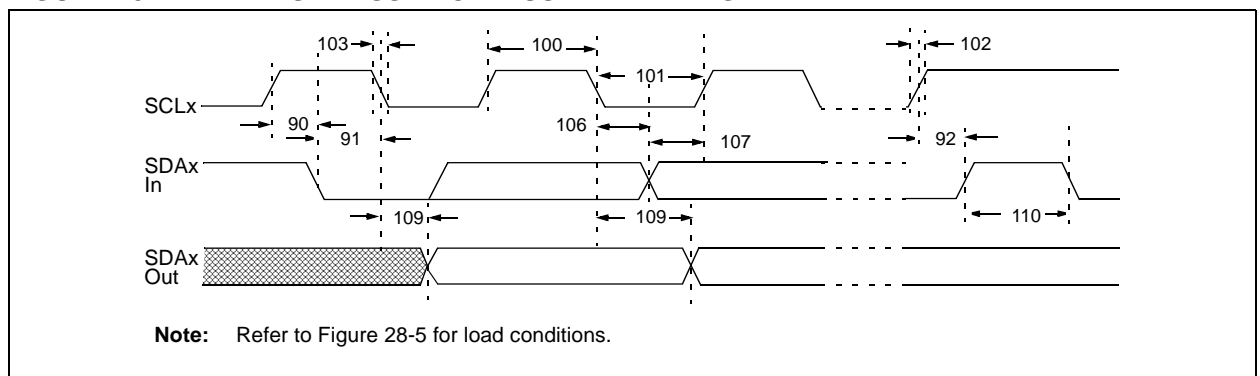 103
100
102
101
SCLx
90
91
106
107
92
SDAx
In
109
109
110
SDAx
Out
Note: Refer to Figure 28-5 for load conditions.